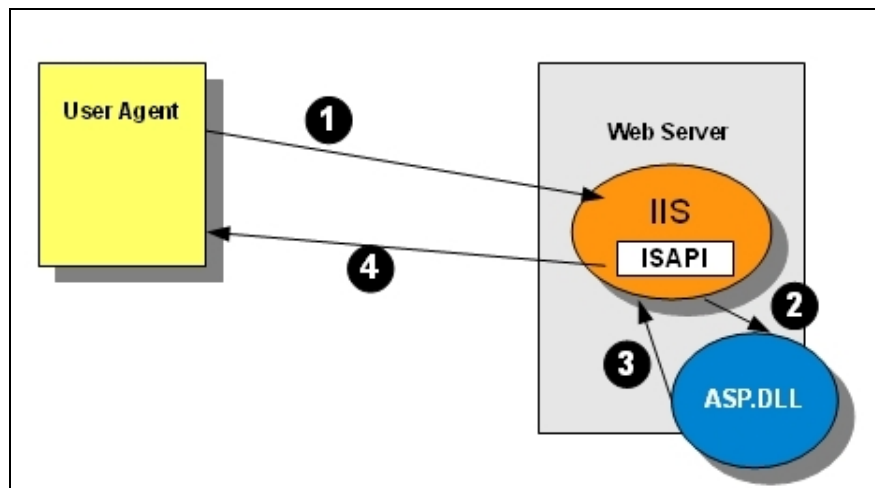 User Agent
1
Web Server
IIS
ISAPI
4
2
3
ASP.DLL